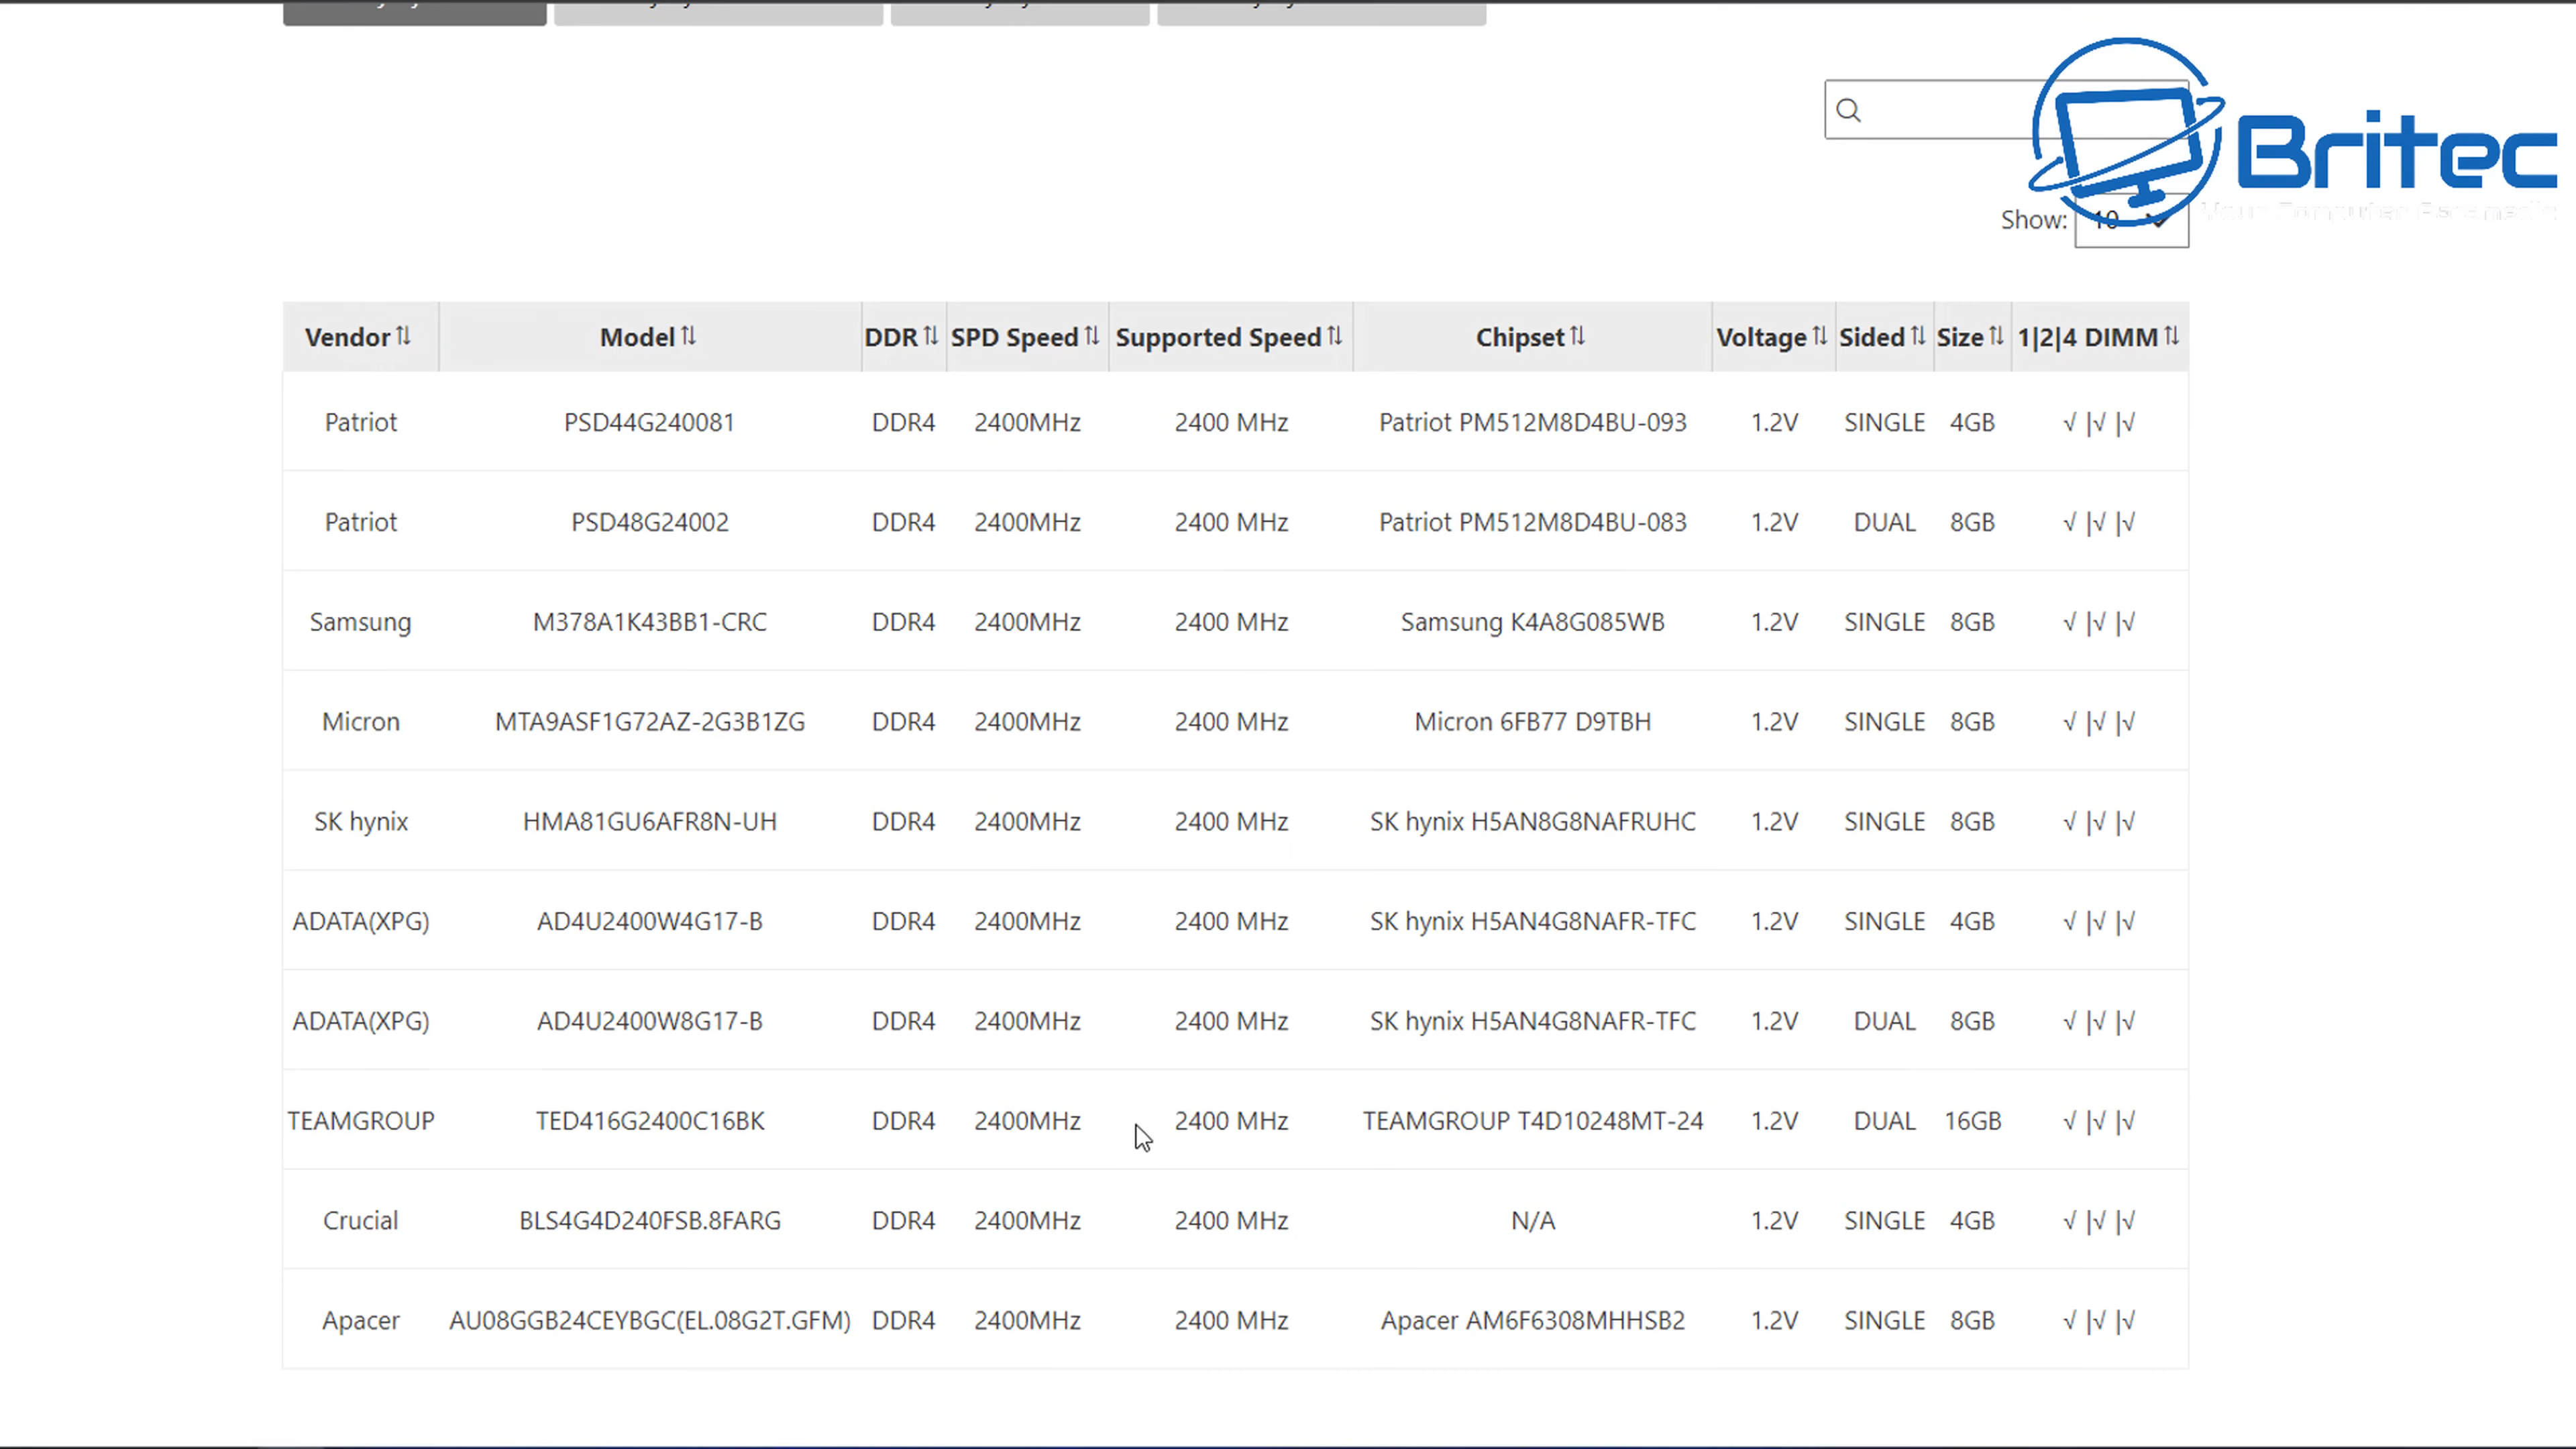 Britec
Show: 10
Vendor Model DDR SPD Speed Supported Speed Chipset Voltage Sided Size 1|2|4 DIMM
Patriot PSD44G240081 DDR4 2400MHz 2400 MHz Patriot PM512M8D4BU-093 1.2V SINGLE 4GB √ |√ |√
Patriot PSD48G24002 DDR4 2400MHz 2400 MHz Patriot PM512M8D4BU-083 1.2V DUAL 8GB √ |√ |√
Samsung M378A1K43BB1-CRC DDR4 2400MHz 2400 MHz Samsung K4A8G085WB 1.2V SINGLE 8GB √ |√ |√
Micron MTA9ASF1G72AZ-2G3B1ZG DDR4 2400MHz 2400 MHz Micron 6FB77 D9TBH 1.2V SINGLE 8GB √ |√ |√
SK hynix HMA81GU6AFR8N-UH DDR4 2400MHz 2400 MHz SK hynix H5AN8G8NAFRUHC 1.2V SINGLE 8GB √ |√ |√
ADATA(XPG) AD4U2400W4G17-B DDR4 2400MHz 2400 MHz SK hynix H5AN4G8NAFR-TFC 1.2V SINGLE 4GB √ |√ |√
ADATA(XPG) AD4U2400W8G17-B DDR4 2400MHz 2400 MHz SK hynix H5AN4G8NAFR-TFC 1.2V DUAL 8GB √ |√ |√
TEAMGROUP TED416G2400C16BK DDR4 2400MHz 2400 MHz TEAMGROUP T4D10248MT-24 1.2V DUAL 16GB √ |√ |√
Crucial BLS4G4D240FSB.8FARG DDR4 2400MHz 2400 MHz N/A 1.2V SINGLE 4GB √ |√ |√
Apacer AU08GGB24CEYBGC(EL.08G2T.GFM) DDR4 2400MHz 2400 MHz Apacer AM6F6308MHHSB2 1.2V SINGLE 8GB √ |√ |√